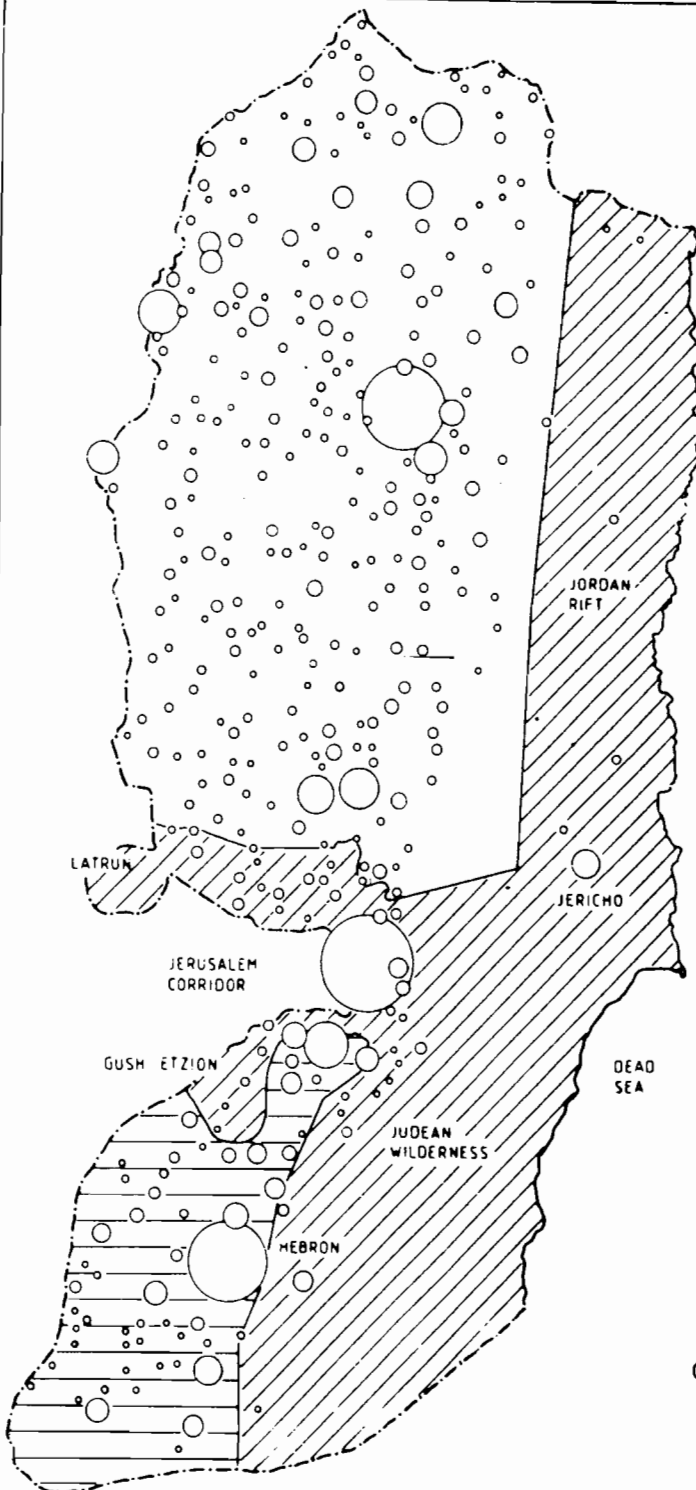 JORDAN
RIFT
LATRUN
JERICHO
JERUSALEM
CORRIDOR
GUSH ETZION
DEAD
SEA
JUDEAN
WILDERNESS
HEBRON